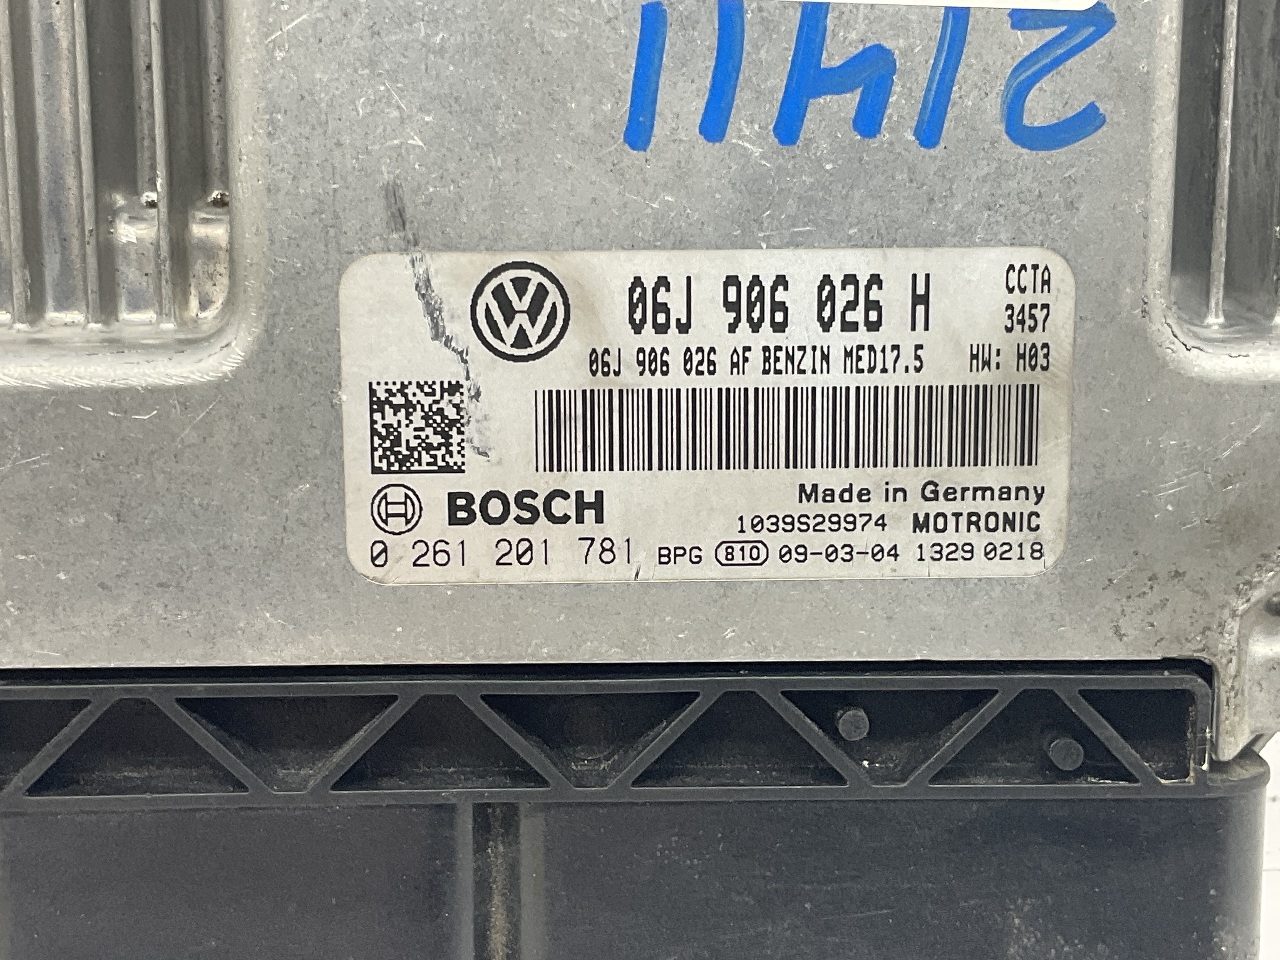 21411
06J 906 026 H
CCTA
3457
06J 906 026 AF BENZIN MED17.5 HW: H03
BOSCH
Made in Germany
1039S29974 MOTRONIC
0 261 201 781 BPG 810 09-03-04 1329 0218